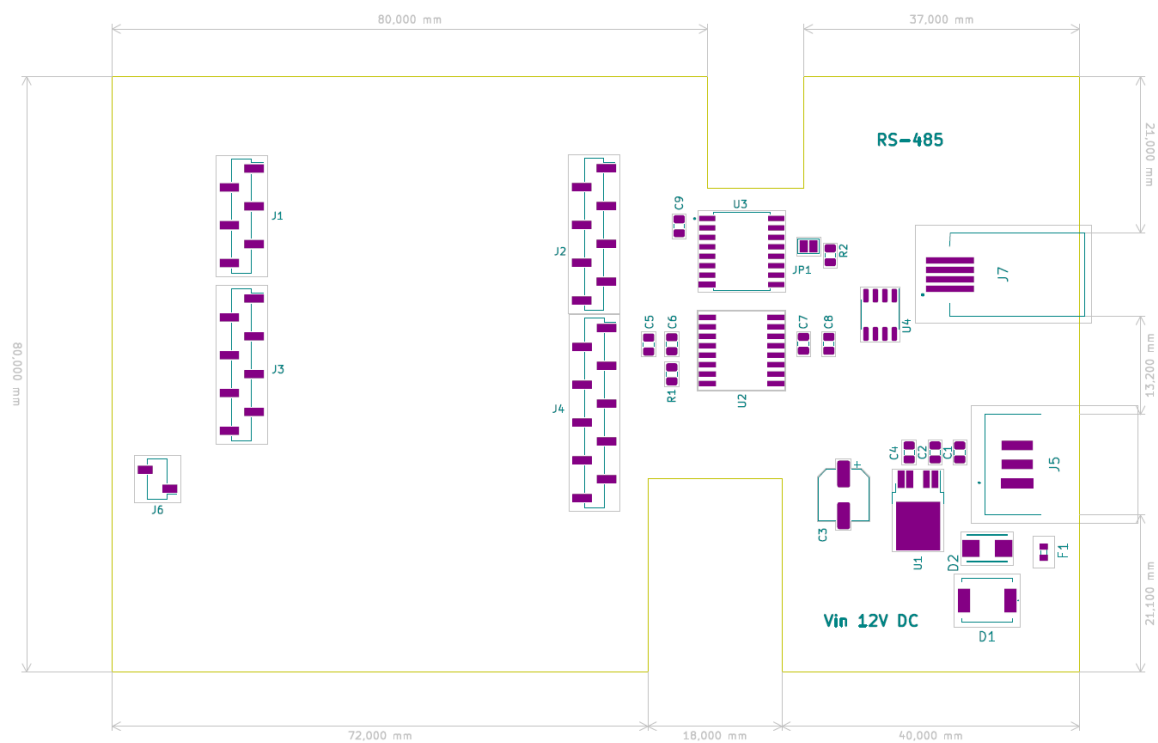 80,000 mm
37,000 mm
21,000 mm
RS-485
C9
U3
J1
J2
JP1
R2
J7
U4
C5
C6
C7
C8
80,000 mm
13,200 mm
J3
R1
U2
J4
C4
C2
C1
J5
+
J6
C3
U1
D2
F1
21,100 mm
Vin 12V DC
D1
72,000 mm
18,000 mm
40,000 mm